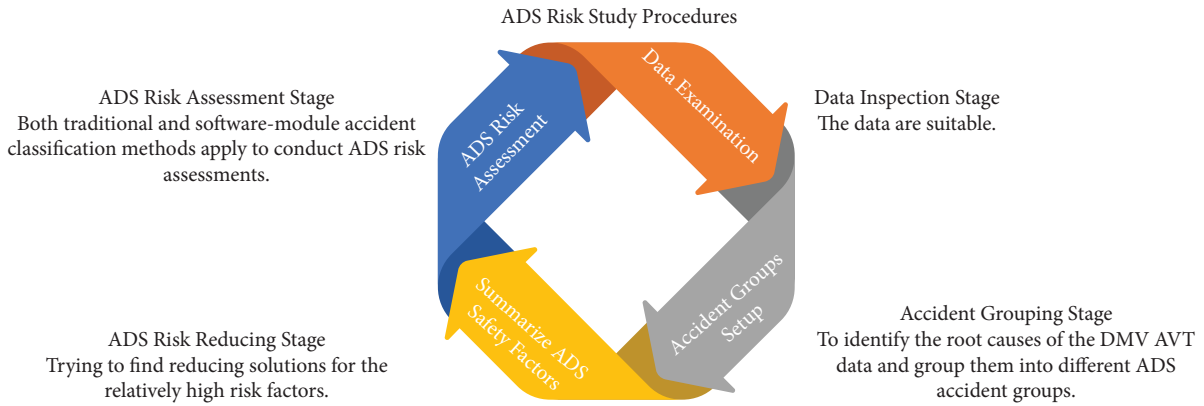 ADS Risk Study Procedures
Data Examination
Data Inspection Stage
The data are suitable.
Accident Groups
Setup
Accident Grouping Stage
To identify the root causes of the DMV AVT
data and group them into different ADS
accident groups.
Summarize ADS
Safety Factors
ADS Risk Reducing Stage
Trying to find reducing solutions for the
relatively high risk factors.
ADS Risk
Assessment
ADS Risk Assessment Stage
Both traditional and software-module accident
classification methods apply to conduct ADS risk
assessments.